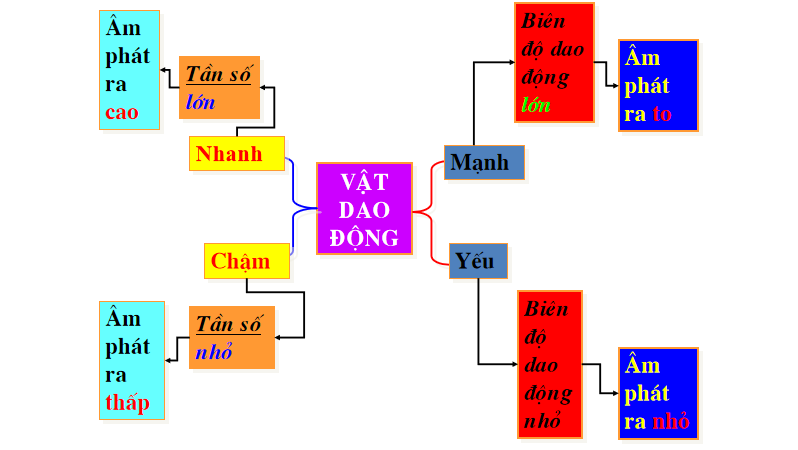 Âm
phát
ra
cao
Tần số
lớn
Nhanh
VẬT
DAO
ĐỘNG
Mạnh
Biên
độ dao
động
lớn
Âm
phát
ra to
Chậm
Tần số
nhỏ
Âm
phát
ra
thấp
Yếu
Biên
độ
dao
động
nhỏ
Âm
phát
ra nhỏ